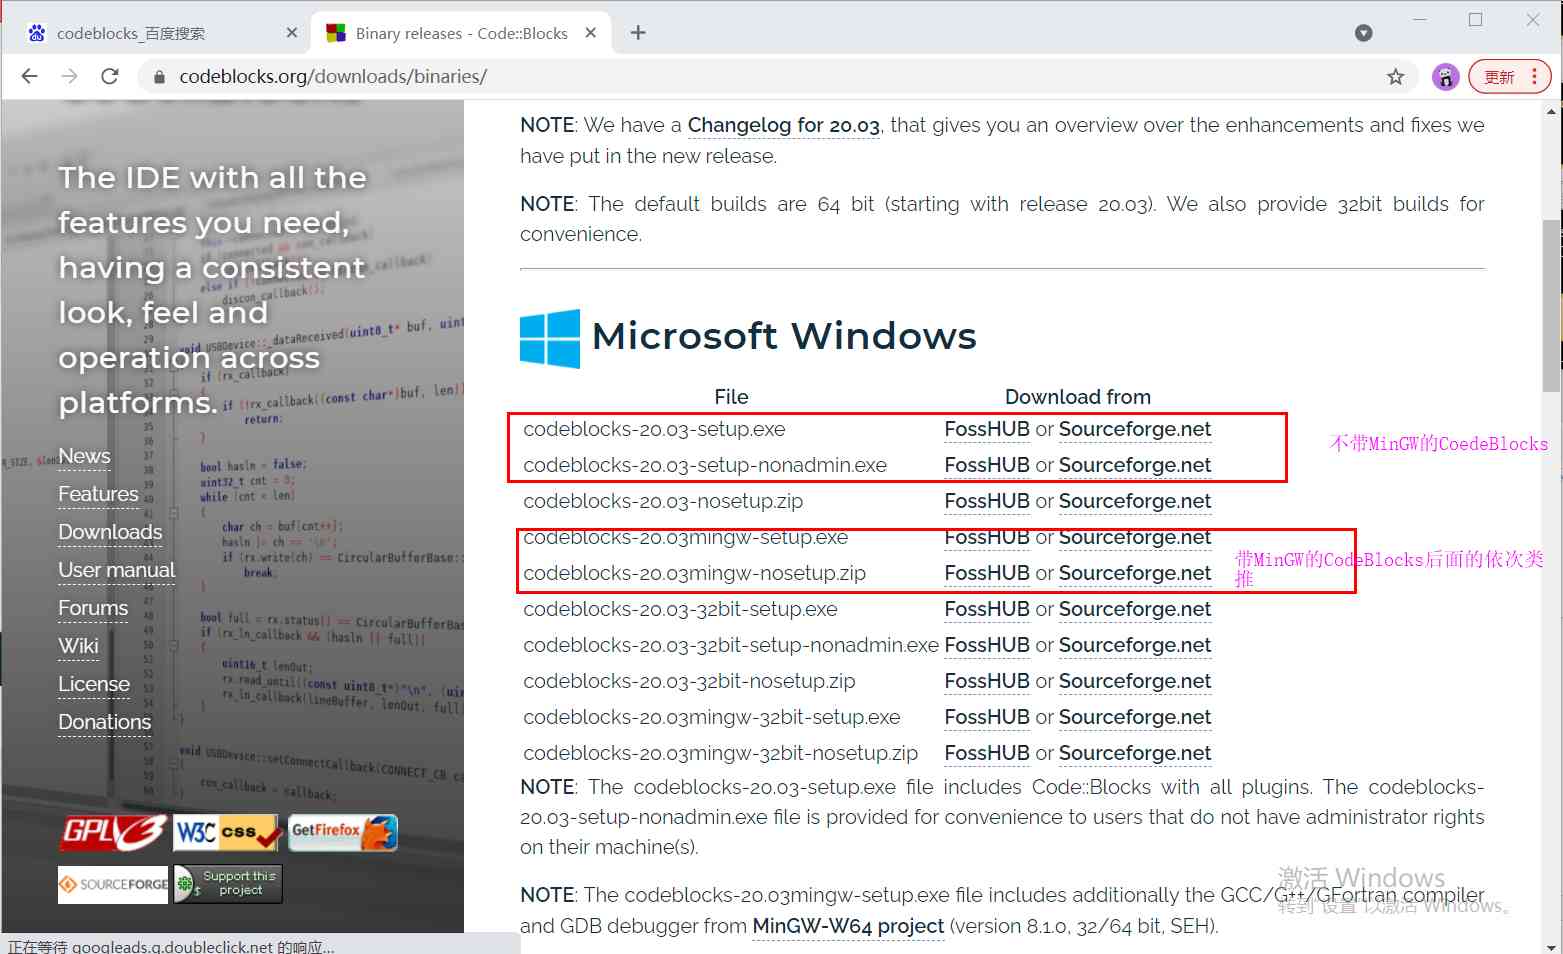 codeblocks_百度搜索
Binary releases - Code::Blocks
codeblocks.org/downloads/binaries/
更新
The IDE with all the
features you need,
having a consistent
look, feel and
operation across
platforms.
News
Features
Downloads
User manual
Forums
Wiki
License
Donations
GPLV3
W3C css
GetFirefox
SOURCEFORGE
Support this
project
NOTE: We have a Changelog for 20.03, that gives you an overview over the enhancements and fixes we
have put in the new release.
NOTE: The default builds are 64 bit (starting with release 20.03). We also provide 32bit builds for
convenience.
Microsoft Windows
File Download from
codeblocks-20.03-setup.exe FossHUB or Sourceforge.net
不带MinGW的CoedeBlocks
codeblocks-20.03-setup-nonadmin.exe FossHUB or Sourceforge.net
codeblocks-20.03-nosetup.zip FossHUB or Sourceforge.net
codeblocks-20.03mingw-setup.exe FossHUB or Sourceforge.net
codeblocks-20.03mingw-nosetup.zip FossHUB or Sourceforge.net
带MinGW的CodeBlocks后面的依次类
推
codeblocks-20.03-32bit-setup.exe FossHUB or Sourceforge.net
codeblocks-20.03-32bit-setup-nonadmin.exe FossHUB or Sourceforge.net
codeblocks-20.03-32bit-nosetup.zip FossHUB or Sourceforge.net
codeblocks-20.03mingw-32bit-setup.exe FossHUB or Sourceforge.net
codeblocks-20.03mingw-32bit-nosetup.zip FossHUB or Sourceforge.net
NOTE: The codeblocks-20.03-setup.exe file includes Code::Blocks with all plugins. The codeblocks-
20.03-setup-nonadmin.exe file is provided for convenience to users that do not have administrator rights
on their machine(s).
NOTE: The codeblocks-20.03mingw-setup.exe file includes additionally the GCC/G++/GFortran compiler
and GDB debugger from MinGW-W64 project (version 8.1.0, 32/64 bit, SEH).
激活 Windows
转到"设置"以激活 Windows。
正在等待 googleads.g.doubleclick.net 的响应...